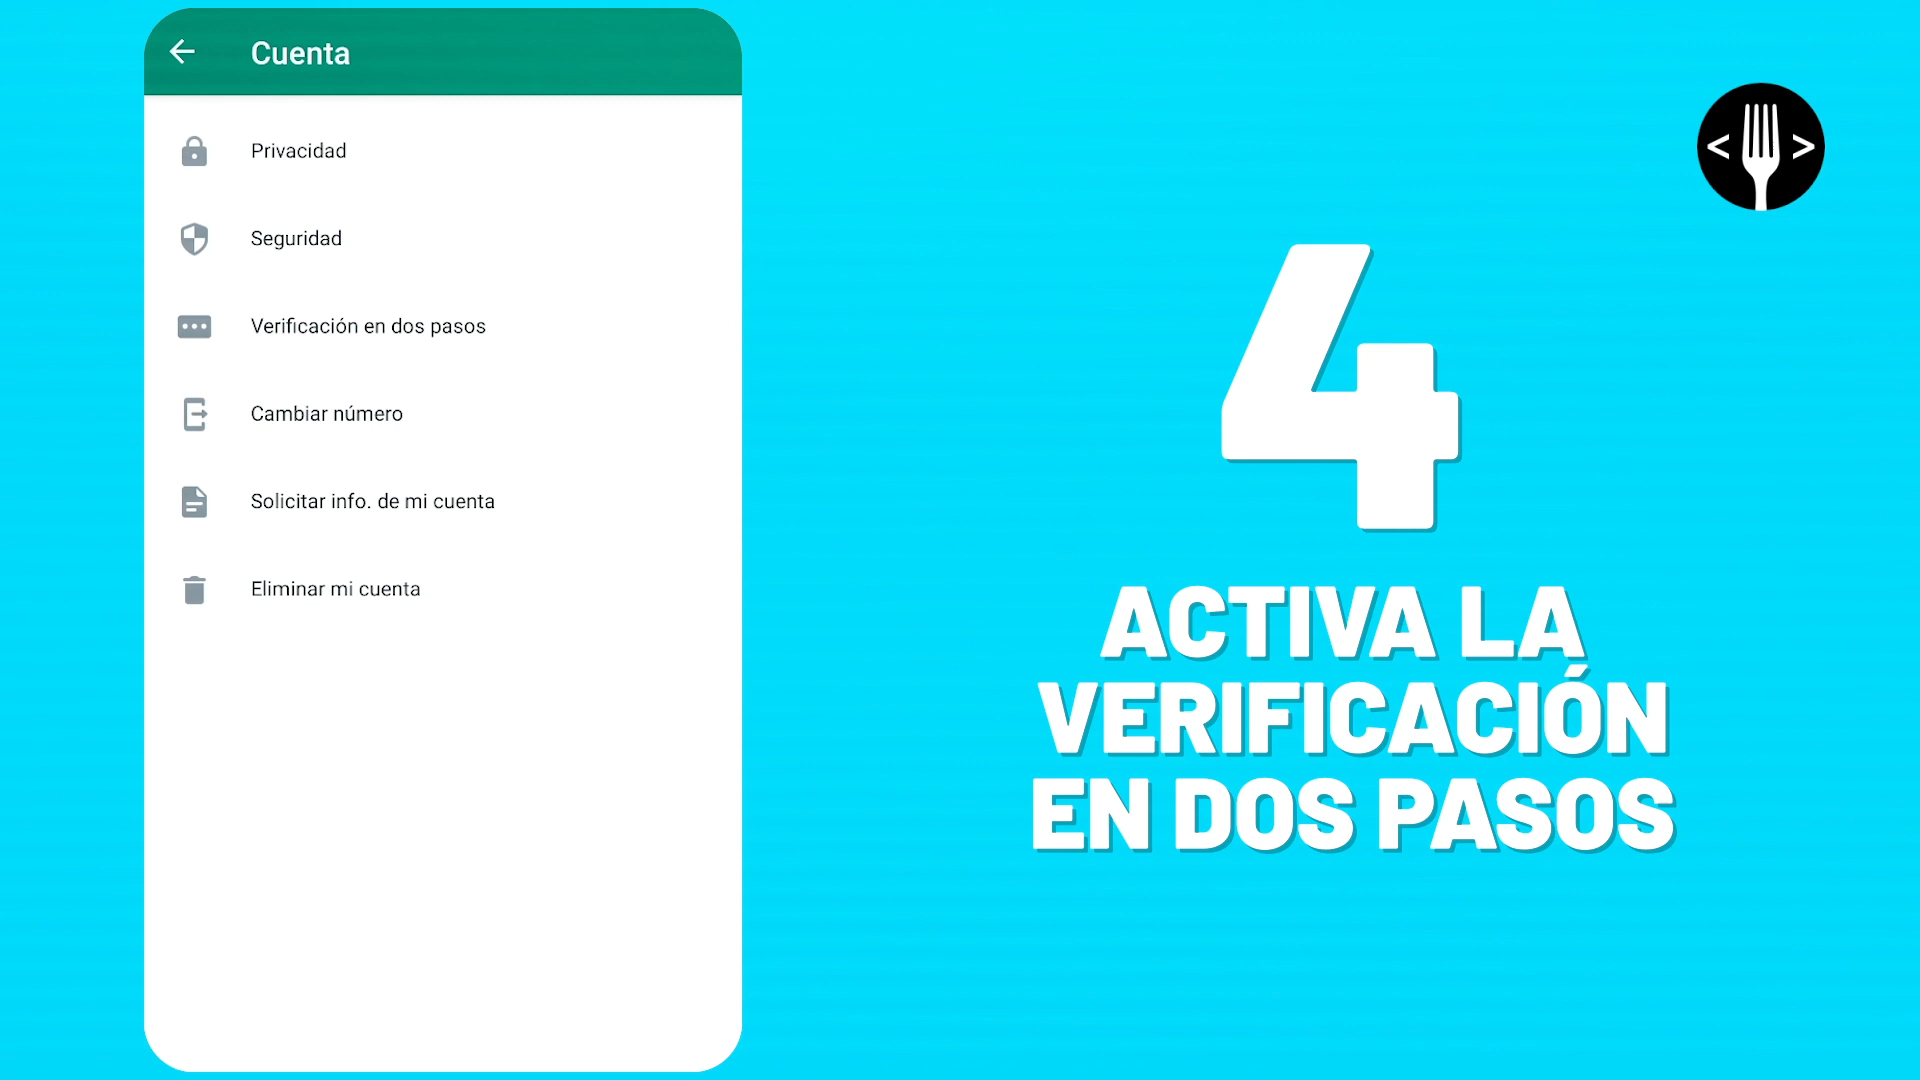 Cuenta
Privacidad
Seguridad
Verificación en dos pasos
Cambiar número
Solicitar info. de mi cuenta
Eliminar mi cuenta
< >
4
ACTIVA LA
VERIFICACIÓN
EN DOS PASOS